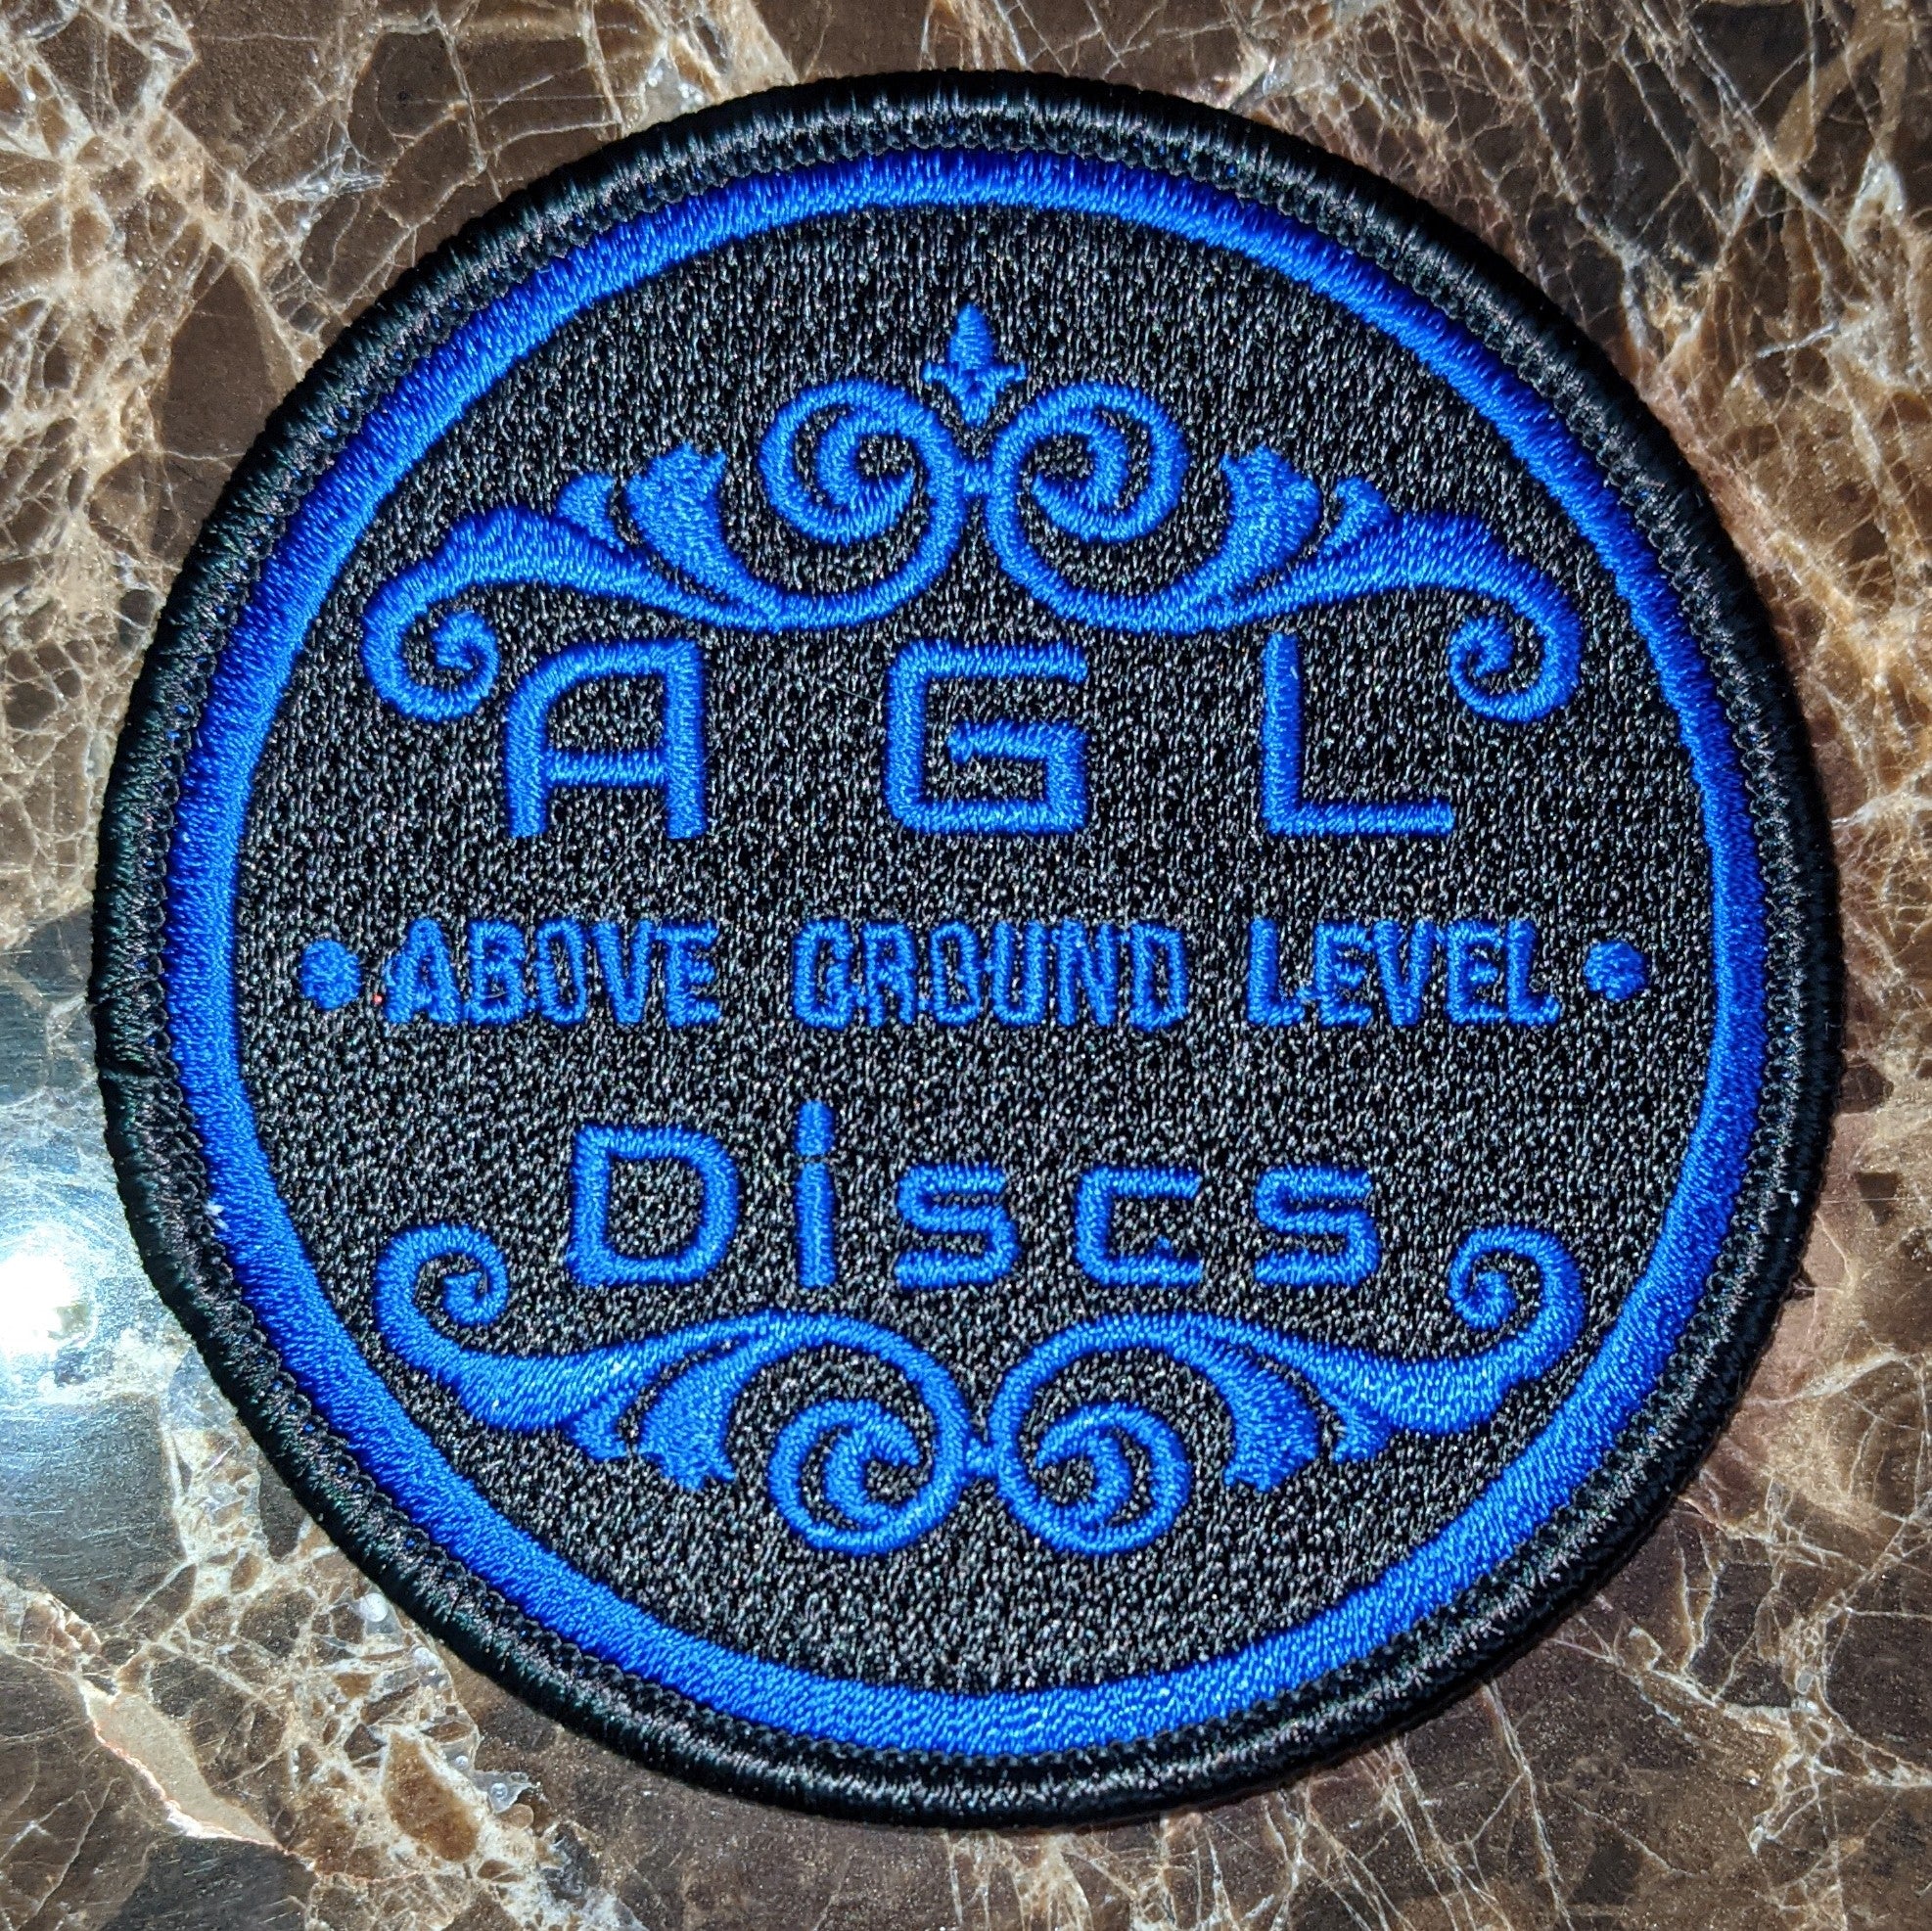 AGL
• ABOVE GROUND LEVEL •
Discs